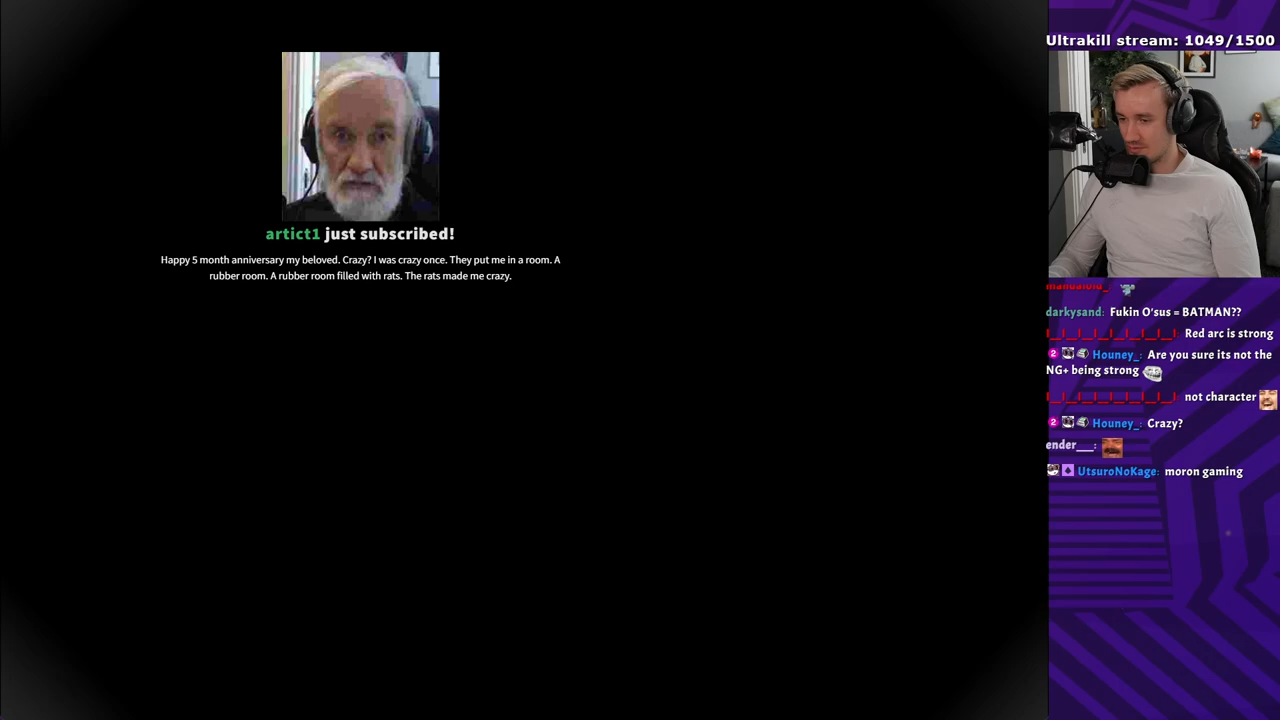 Ultrakill stream: 1049/1500
artict1 just subscribed!
Happy 5 month anniversary my beloved. Crazy? I was crazy once. They put me in a room. A
rubber room. A rubber room filled with rats. The rats made me crazy.
darkysand: Fukin O'sus = BATMAN??
Red arc is strong
Houney_: Are you sure its not the
NG+ being strong
not character
Houney_: Crazy?
ender___:
UtsuroNoKage: moron gaming